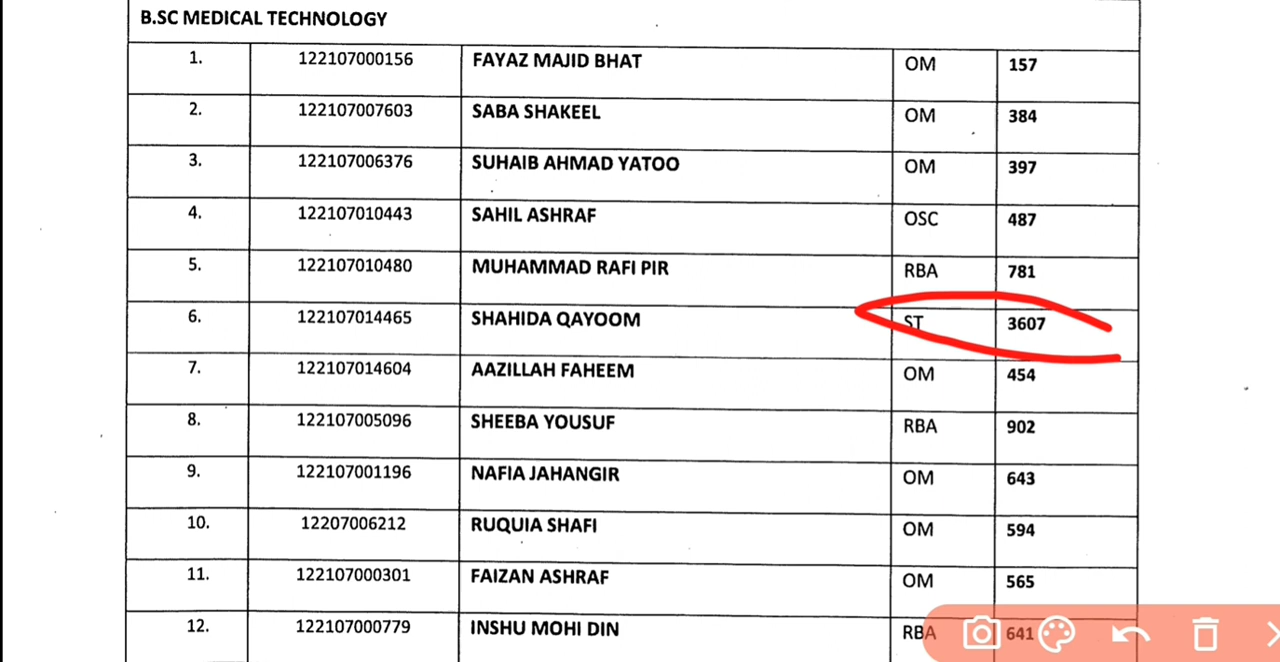 B.SC MEDICAL TECHNOLOGY
1. 122107000156 FAYAZ MAJID BHAT OM 157
2. 122107007603 SABA SHAKEEL OM 384
3. 122107006376 SUHAIB AHMAD YATOO OM 397
4. 122107010443 SAHIL ASHRAF OSC 487
5. 122107010480 MUHAMMAD RAFI PIR RBA 781
6. 122107014465 SHAHIDA QAYOOM ST 3607
7. 122107014604 AAZILLAH FAHEEM OM 454
8. 122107005096 SHEEBA YOUSUF RBA 902
9. 122107001196 NAFIA JAHANGIR OM 643
10. 12207006212 RUQUIA SHAFI OM 594
11. 122107000301 FAIZAN ASHRAF OM 565
12. 122107000779 INSHU MOHI DIN RBA 641